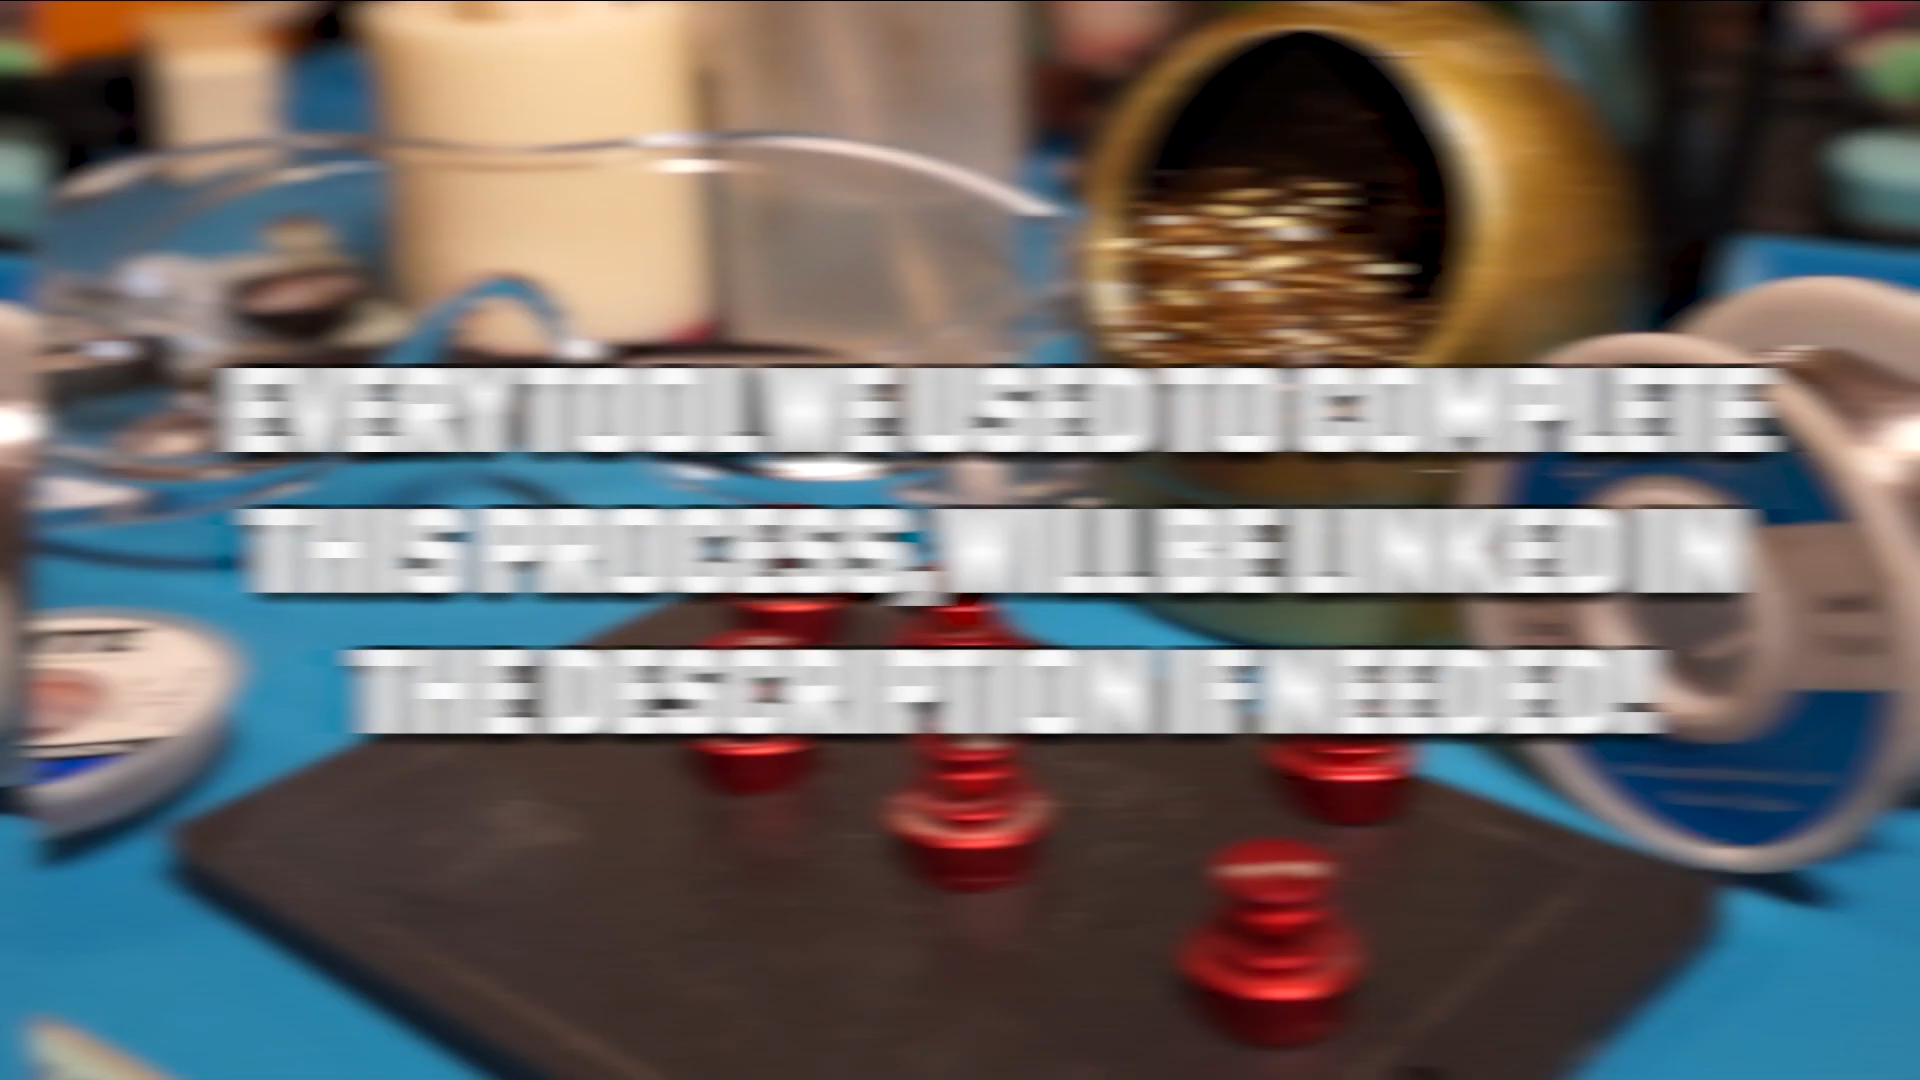 EVERY TOOL WE USED TO COMPLETE
THIS PROCESS, WILL BE LINKED IN
THE DESCRIPTION IF NEEDED!